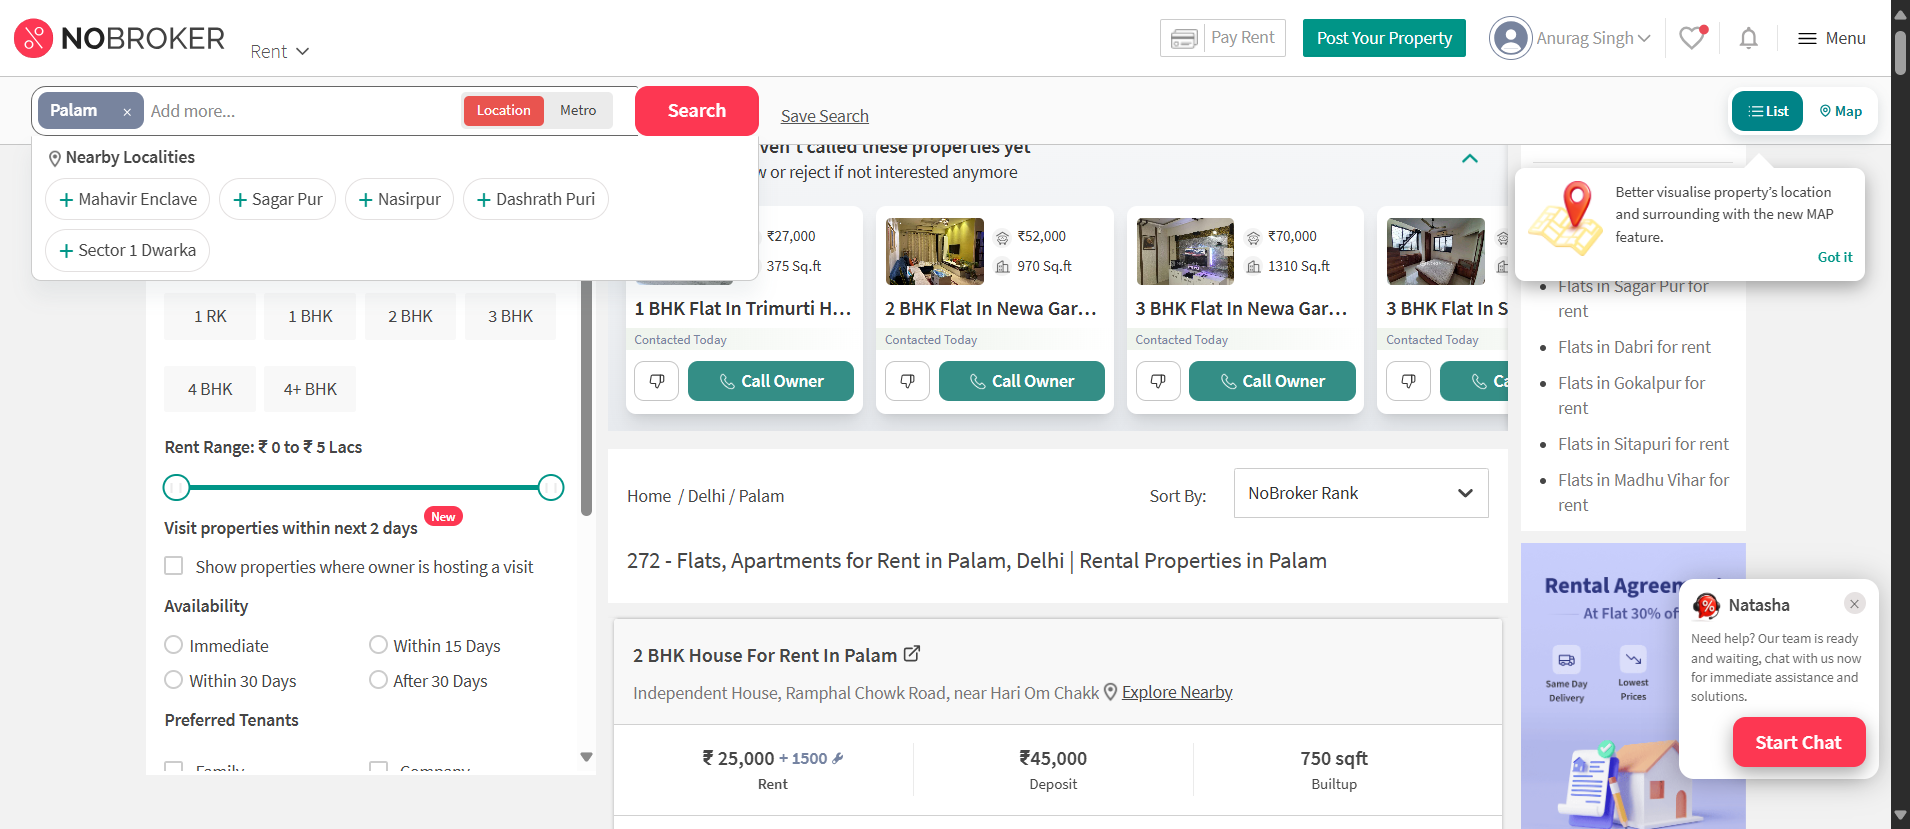 NOBROKER
Rent
Pay Rent
Post Your Property
Anurag Singh
Menu
Palam ×
Add more...
Location
Metro
Search
Save Search
List
Map
Nearby Localities
+ Mahavir Enclave
+ Sagar Pur
+ Nasirpur
+ Dashrath Puri
+ Sector 1 Dwarka
ven't called these properties yet
w or reject if not interested anymore
₹27,000
375 Sq.ft
1 BHK Flat In Trimurti H...
Contacted Today
Call Owner
₹52,000
970 Sq.ft
2 BHK Flat In Newa Gar...
Contacted Today
Call Owner
₹70,000
1310 Sq.ft
3 BHK Flat In Newa Gar...
Contacted Today
Call Owner
3 BHK Flat In S
Contacted Today
Ca
Better visualise property's location
and surrounding with the new MAP
feature.
Got it
1 RK
1 BHK
2 BHK
3 BHK
4 BHK
4+ BHK
Rent Range: ₹ 0 to ₹ 5 Lacs
Visit properties within next 2 days
New
Show properties where owner is hosting a visit
Availability
Immediate
Within 15 Days
Within 30 Days
After 30 Days
Preferred Tenants
Family
Company
Home / Delhi / Palam
Sort By:
NoBroker Rank
272 - Flats, Apartments for Rent in Palam, Delhi | Rental Properties in Palam
2 BHK House For Rent In Palam
Independent House, Ramphal Chowk Road, near Hari Om Chakk
Explore Nearby
₹ 25,000 + 1500
Rent
₹45,000
Deposit
750 sqft
Builtup
Flats in Sagar Pur for
rent
Flats in Dabri for rent
Flats in Gokalpur for
rent
Flats in Sitapuri for rent
Flats in Madhu Vihar for
rent
Rental Agreem
At Flat 30% of
Same Day
Delivery
Lowest
Prices
Natasha
Need help? Our team is ready
and waiting, chat with us now
for immediate assistance and
solutions.
Start Chat